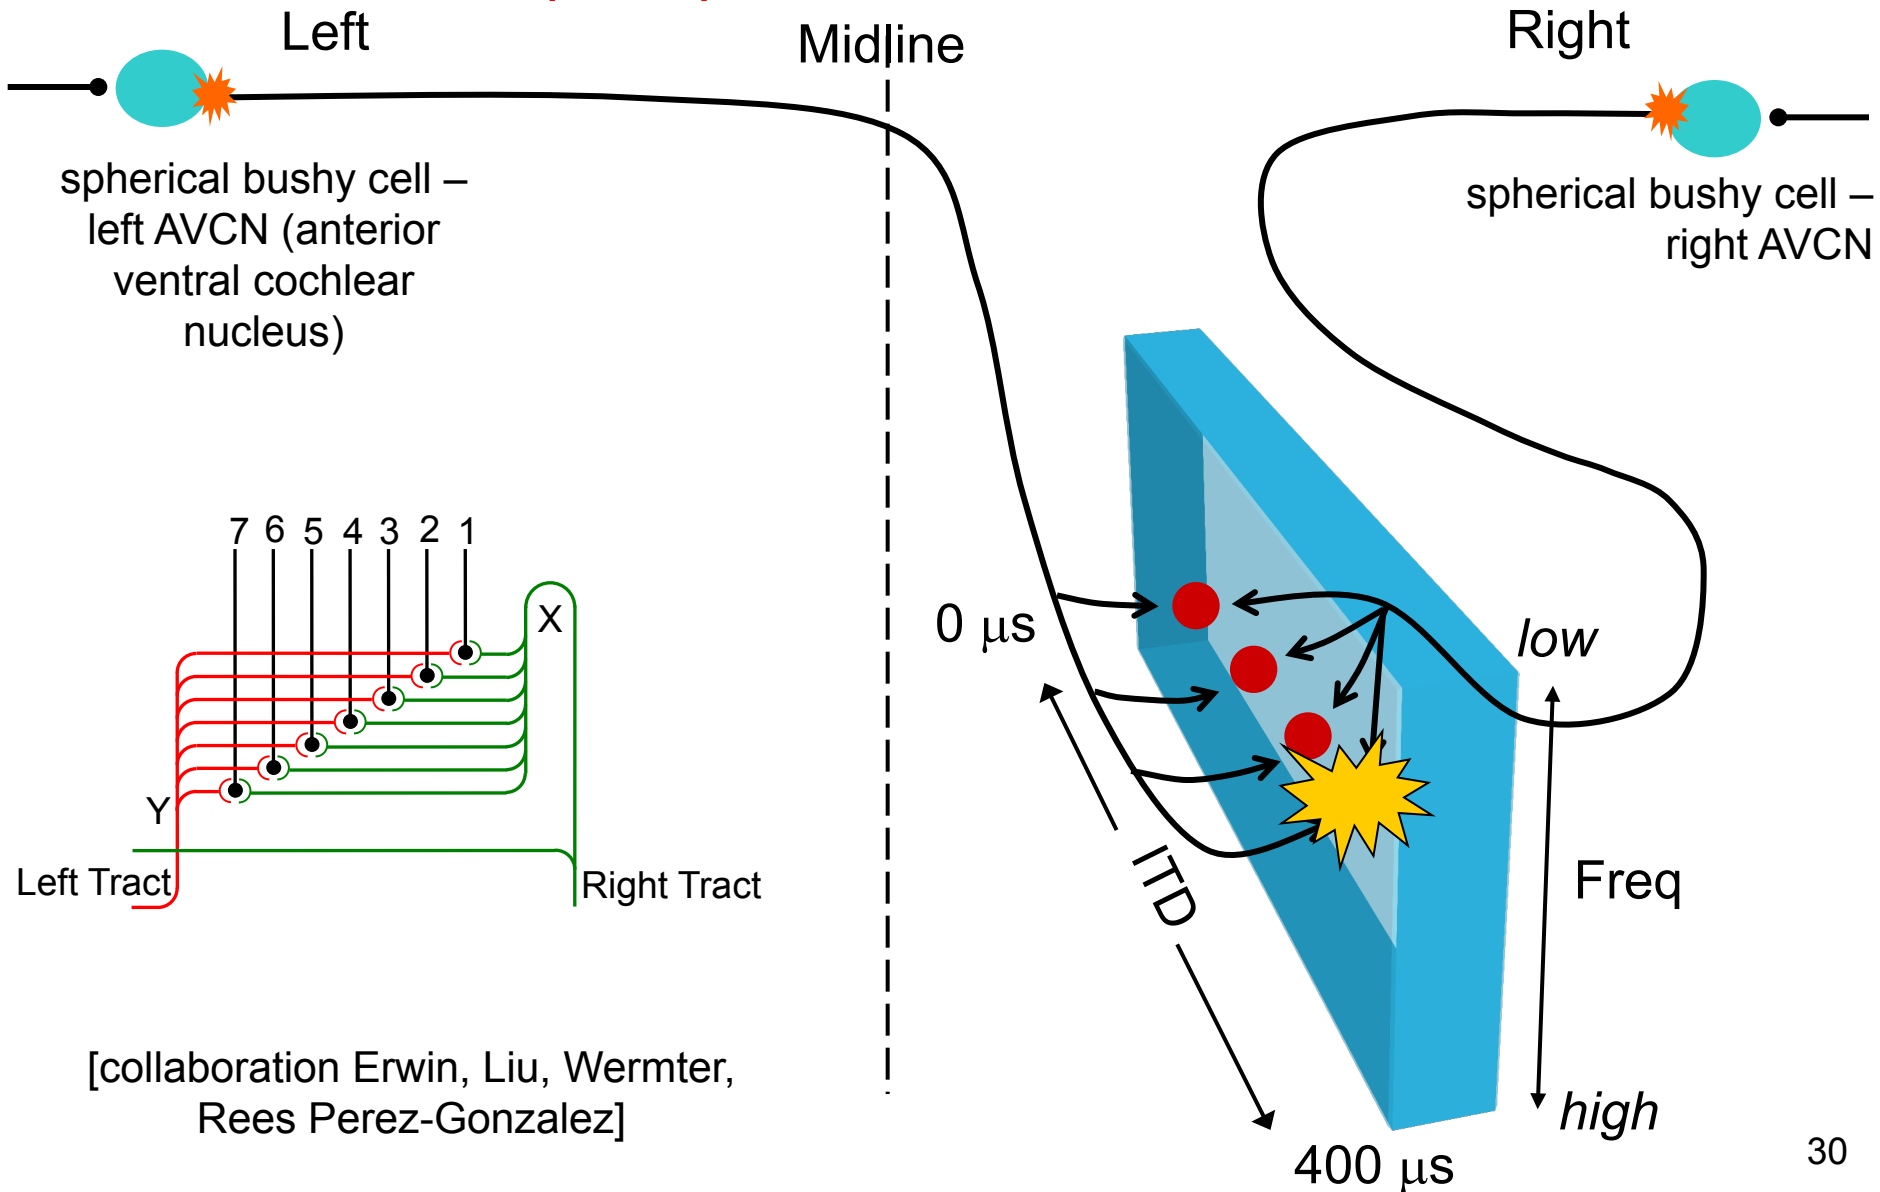 Left
Midline
Right
spherical bushy cell –
left AVCN (anterior
ventral cochlear
nucleus)
spherical bushy cell –
right AVCN
7 6 5 4 3 2 1
X
Y
Left Tract
Right Tract
0 μs
ITD
400 μs
low
Freq
high
[collaboration Erwin, Liu, Wermter,
Rees Perez-Gonzalez]
30